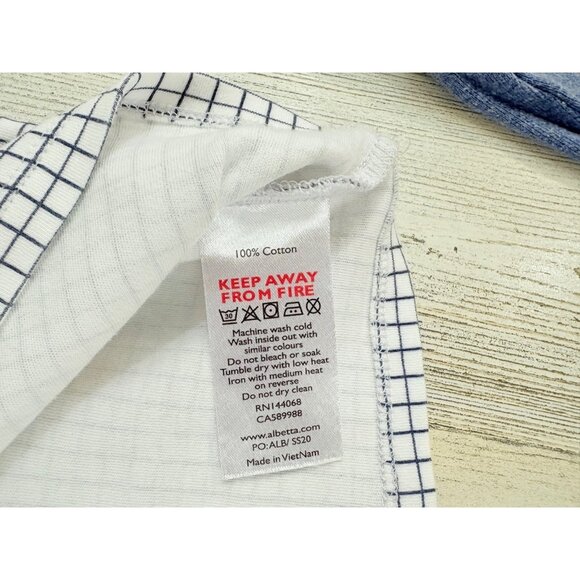 100% Cotton
KEEP AWAY
FROM FIRE
30
Machine wash cold
Wash inside out with
similar colours
Do not bleach or soak
Tumble dry with low heat
Iron with medium heat
on reverse
Do not dry clean
RN144068
CA589988
www.albetta.com
PO:ALB/ SS20
Made in VietNam